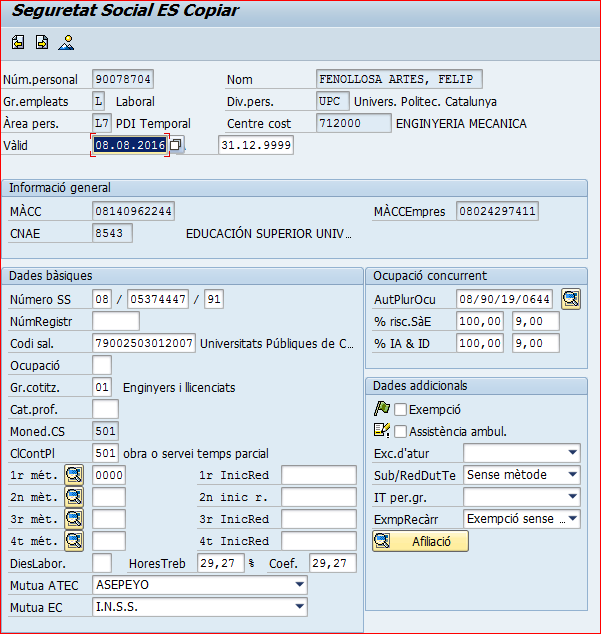 Seguretat Social ES Copiar
Núm.personal 90078704 Nom FENOLLOSA ARTES, FELIP
Gr.empleats L Laboral Div.pers. UPC Univers. Politec. Catalunya
Àrea pers. L7 PDI Temporal Centre cost 712000 ENGINYERIA MECANICA
Vàlid 08.08.2016 31.12.9999
Informació general
MÀCC 08140962244 MÀCCEmpres 08024297411
CNAE 8543 EDUCACIÓN SUPERIOR UNIV…
Dades bàsiques
Número SS 08 / 05374447 / 91
NúmRegistr
Codi sal. 79002503012007 Universitats Públiques de C…
Ocupació
Gr.cotitz. 01 Enginyers i llicenciats
Cat.prof.
Moned.CS 501
ClContPl 501 obra o servei temps parcial
1r mét. 0000 1r InicRed
2n mèt. 2n inic r.
3r mèt. 3r InicRed
4t mèt. 4t InicRed
DiesLabor. HoresTreb 29,27 % Coef. 29,27
Mutua ATEC ASEPEYO
Mutua EC I.N.S.S.
Ocupació concurrent
AutPlurOcu 08/90/19/0644
% risc.SàE 100,00 9,00
% IA & ID 100,00 9,00
Dades addicionals
Exempció
Assistència ambul.
Exc.d'atur
Sub/RedDutTe Sense mètode
IT per.gr.
ExmpRecàrr Exempció sense …
Afiliació